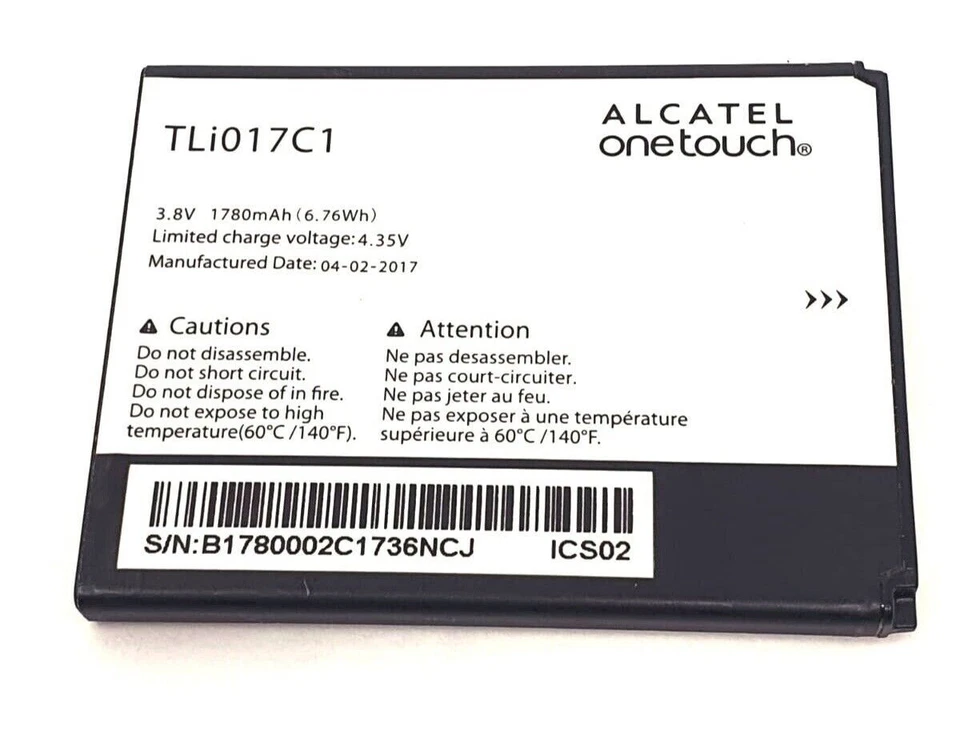 TLi017C1
ALCATEL
onetouch®
3.8V 1780mAh (6.76Wh)
Limited charge voltage: 4.35V
Manufactured Date: 04-02-2017
>>>
⚠ Cautions
Do not disassemble.
Do not short circuit.
Do not dispose of in fire.
Do not expose to high
temperature(60°C /140°F).
⚠ Attention
Ne pas desassembler.
Ne pas court-circuiter.
Ne pas jeter au feu.
Ne pas exposer à une température
supérieure à 60°C /140°F.
S/N: B1780002C1736NCJ ICS02